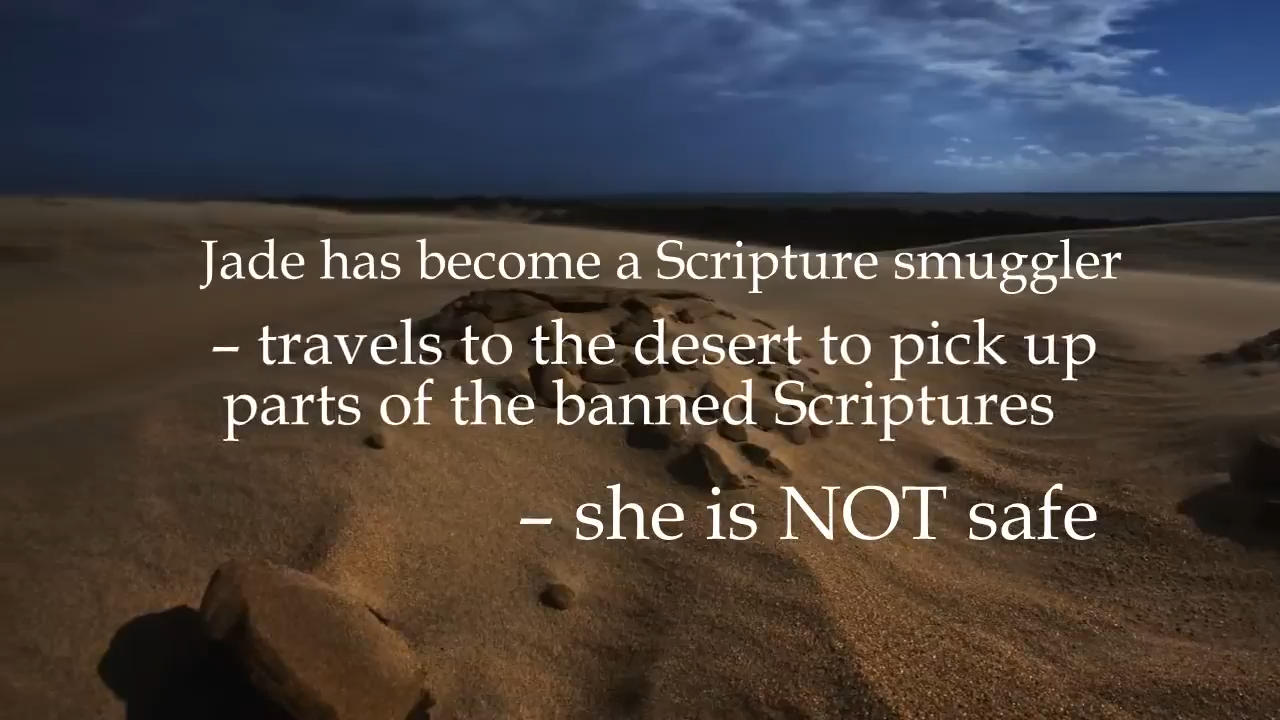 Jade has become a Scripture smuggler
– travels to the desert to pick up
parts of the banned Scriptures
– she is NOT safe